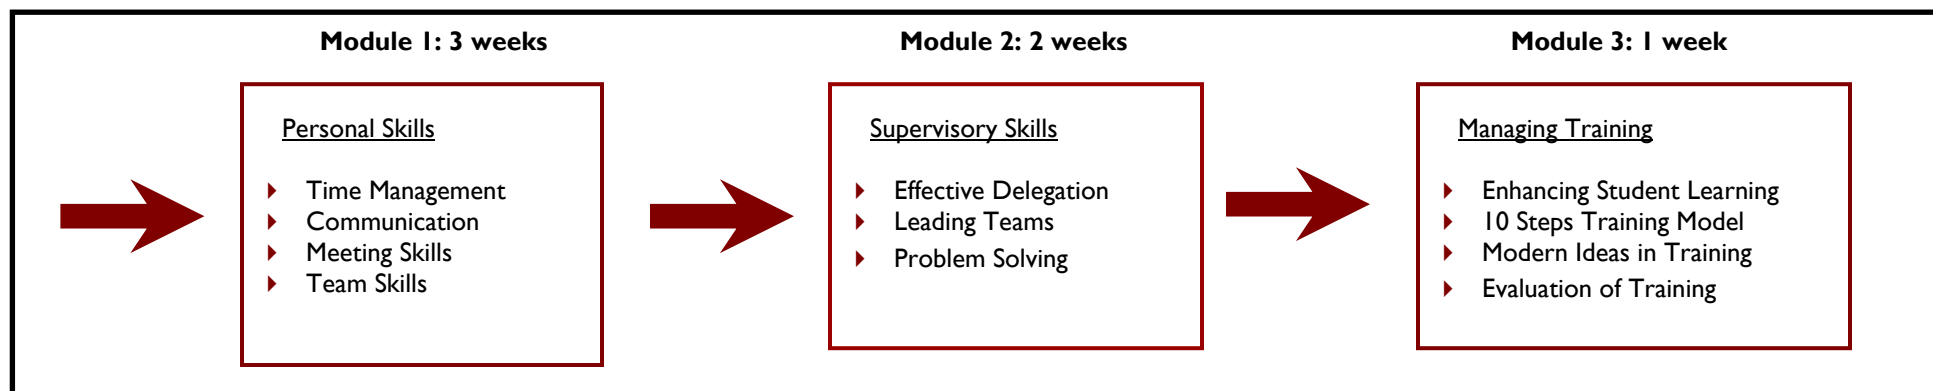 Module 1: 3 weeks
Personal Skills
Time Management
Communication
Meeting Skills
Team Skills
Module 2: 2 weeks
Supervisory Skills
Effective Delegation
Leading Teams
Problem Solving
Module 3: 1 week
Managing Training
Enhancing Student Learning
10 Steps Training Model
Modern Ideas in Training
Evaluation of Training